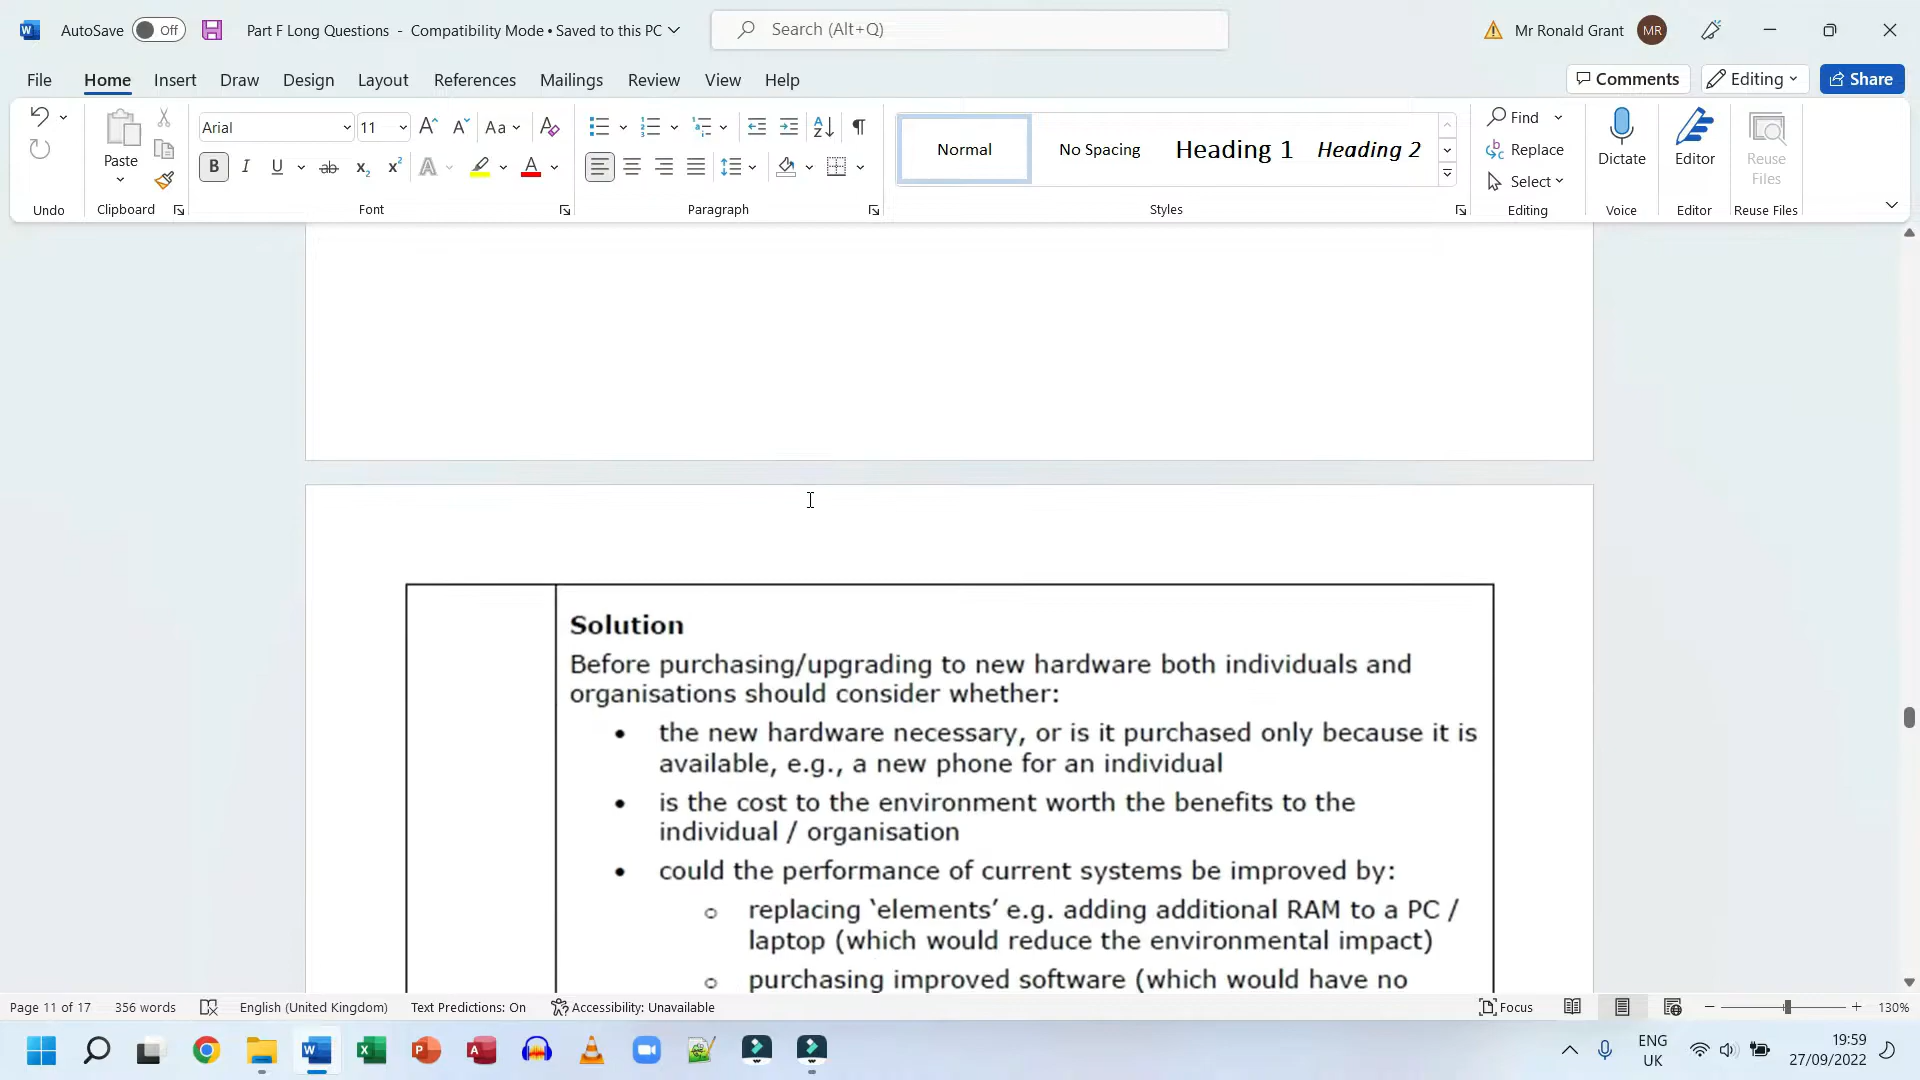 AutoSave Off Part F Long Questions - Compatibility Mode • Saved to this PC Search (Alt+Q) Mr Ronald Grant MR
File Home Insert Draw Design Layout References Mailings Review View Help Comments Editing Share
Arial 11 Aa
Paste
B I U ab x₂ x² A A
Normal No Spacing Heading 1 Heading 2
Find
Replace
Select
Dictate Editor Reuse Files
Undo Clipboard Font Paragraph Styles Editing Voice Editor Reuse Files
Solution
Before purchasing/upgrading to new hardware both individuals and
organisations should consider whether:
• the new hardware necessary, or is it purchased only because it is
available, e.g., a new phone for an individual
• is the cost to the environment worth the benefits to the
individual / organisation
• could the performance of current systems be improved by:
o replacing ‘elements’ e.g. adding additional RAM to a PC /
laptop (which would reduce the environmental impact)
o purchasing improved software (which would have no
Page 11 of 17 356 words English (United Kingdom) Text Predictions: On Accessibility: Unavailable Focus 130%
ENG
UK
19:59
27/09/2022